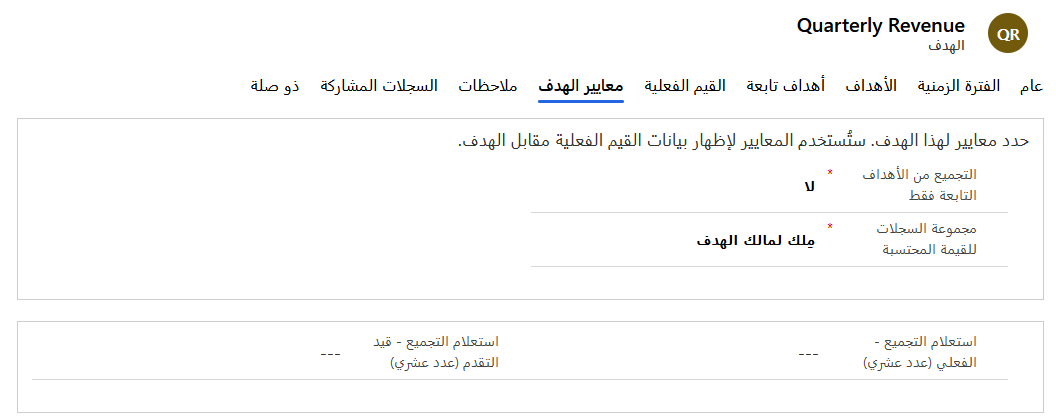 Quarterly Revenue
الهدف
QR
عام
الفترة الزمنية
الأهداف
أهداف تابعة
القيم الفعلية
معايير الهدف
ملاحظات
السجلات المشاركة
ذو صلة
حدد معايير لهذا الهدف. ستُستخدم المعايير لإظهار بيانات القيم الفعلية مقابل الهدف.
التجميع من الأهداف
التابعة فقط
*
لا
مجموعة السجلات
للقيمة المحتسبة
*
مِلك لمالك الهدف
استعلام التجميع -
الفعلي (عدد عشري)
---
استعلام التجميع - قيد
التقدم (عدد عشري)
---